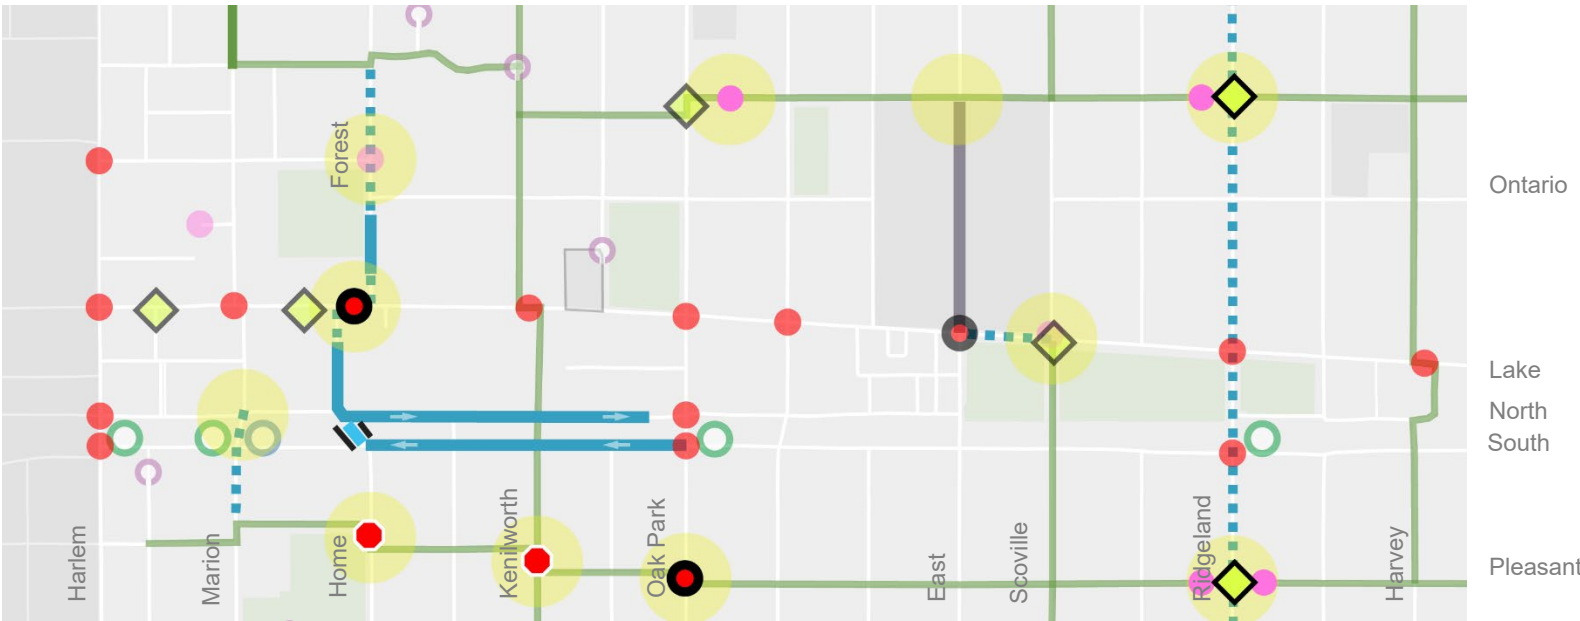 Forest
Ontario
Lake
North
South
Harlem
Marion
Home
Kenilworth
Oak Park
East
Scoville
Ridgeland
Harvey
Pleasant